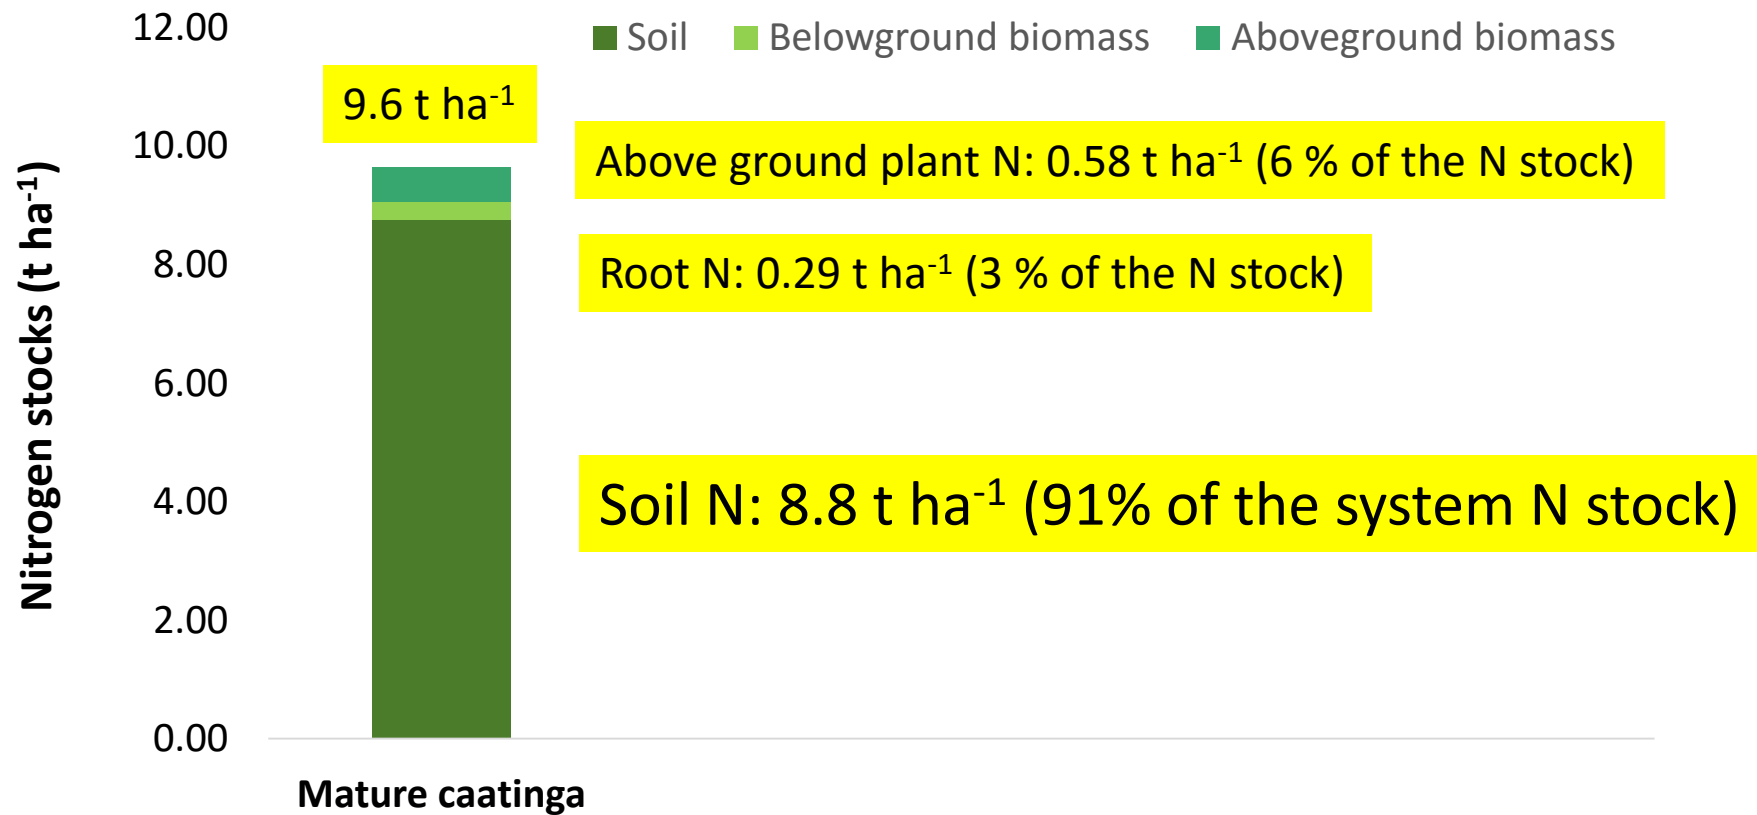 12.00
Soil Belowground biomass Aboveground biomass
9.6 t ha⁻¹
10.00
Above ground plant N: 0.58 t ha⁻¹ (6 % of the N stock)
8.00
Root N: 0.29 t ha⁻¹ (3 % of the N stock)
6.00
4.00
Soil N: 8.8 t ha⁻¹ (91% of the system N stock)
2.00
0.00
Nitrogen stocks (t ha⁻¹)
Mature caatinga